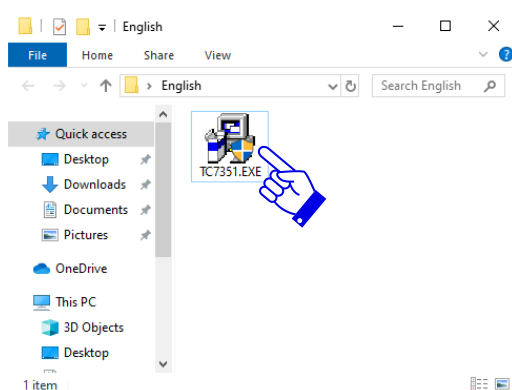 English
File Home Share View
English
Search English
Quick access
Desktop
Downloads
Documents
Pictures
OneDrive
This PC
3D Objects
Desktop
TC7351.EXE
1 item